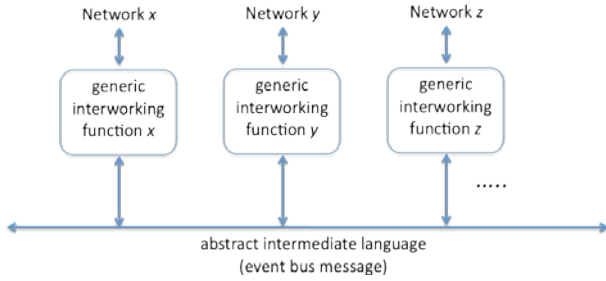 Network x
Network y
Network z
generic
interworking
function x
generic
interworking
function y
generic
interworking
function z
.....
abstract intermediate language
(event bus message)